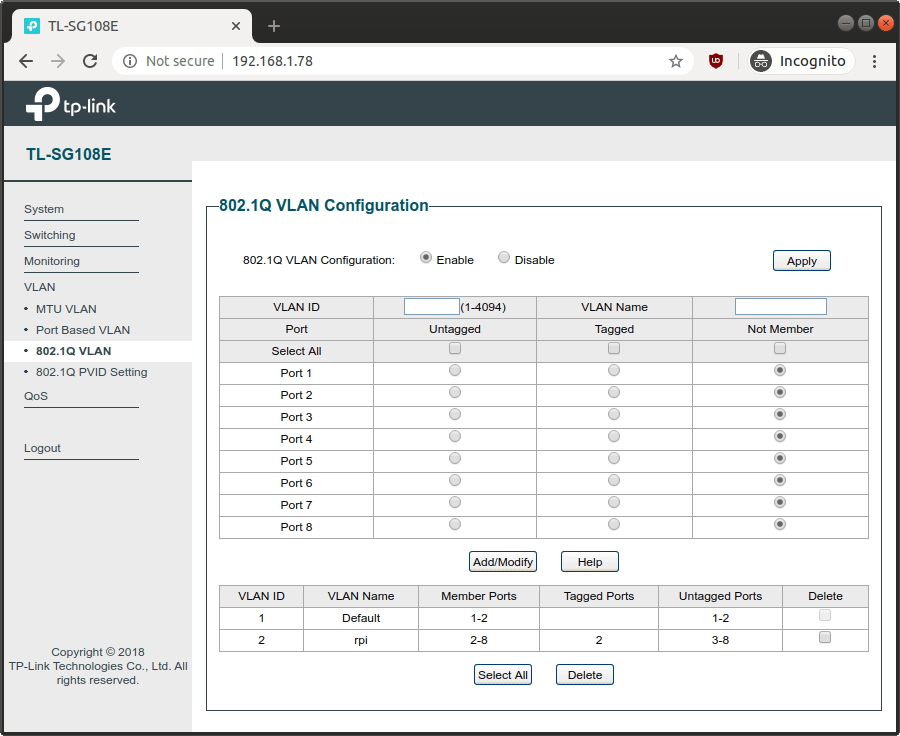 TL-SG108E
Not secure 192.168.1.78 Incognito
tp-link
TL-SG108E
System
Switching
Monitoring
VLAN
• MTU VLAN
• Port Based VLAN
• 802.1Q VLAN
• 802.1Q PVID Setting
QoS
Logout
Copyright © 2018
TP-Link Technologies Co., Ltd. All
rights reserved.
802.1Q VLAN Configuration
802.1Q VLAN Configuration: Enable Disable Apply
VLAN ID (1-4094) VLAN Name
Port Untagged Tagged Not Member
Select All
Port 1
Port 2
Port 3
Port 4
Port 5
Port 6
Port 7
Port 8
Add/Modify Help
VLAN ID VLAN Name Member Ports Tagged Ports Untagged Ports Delete
1 Default 1-2 1-2
2 rpi 2-8 2 3-8
Select All Delete